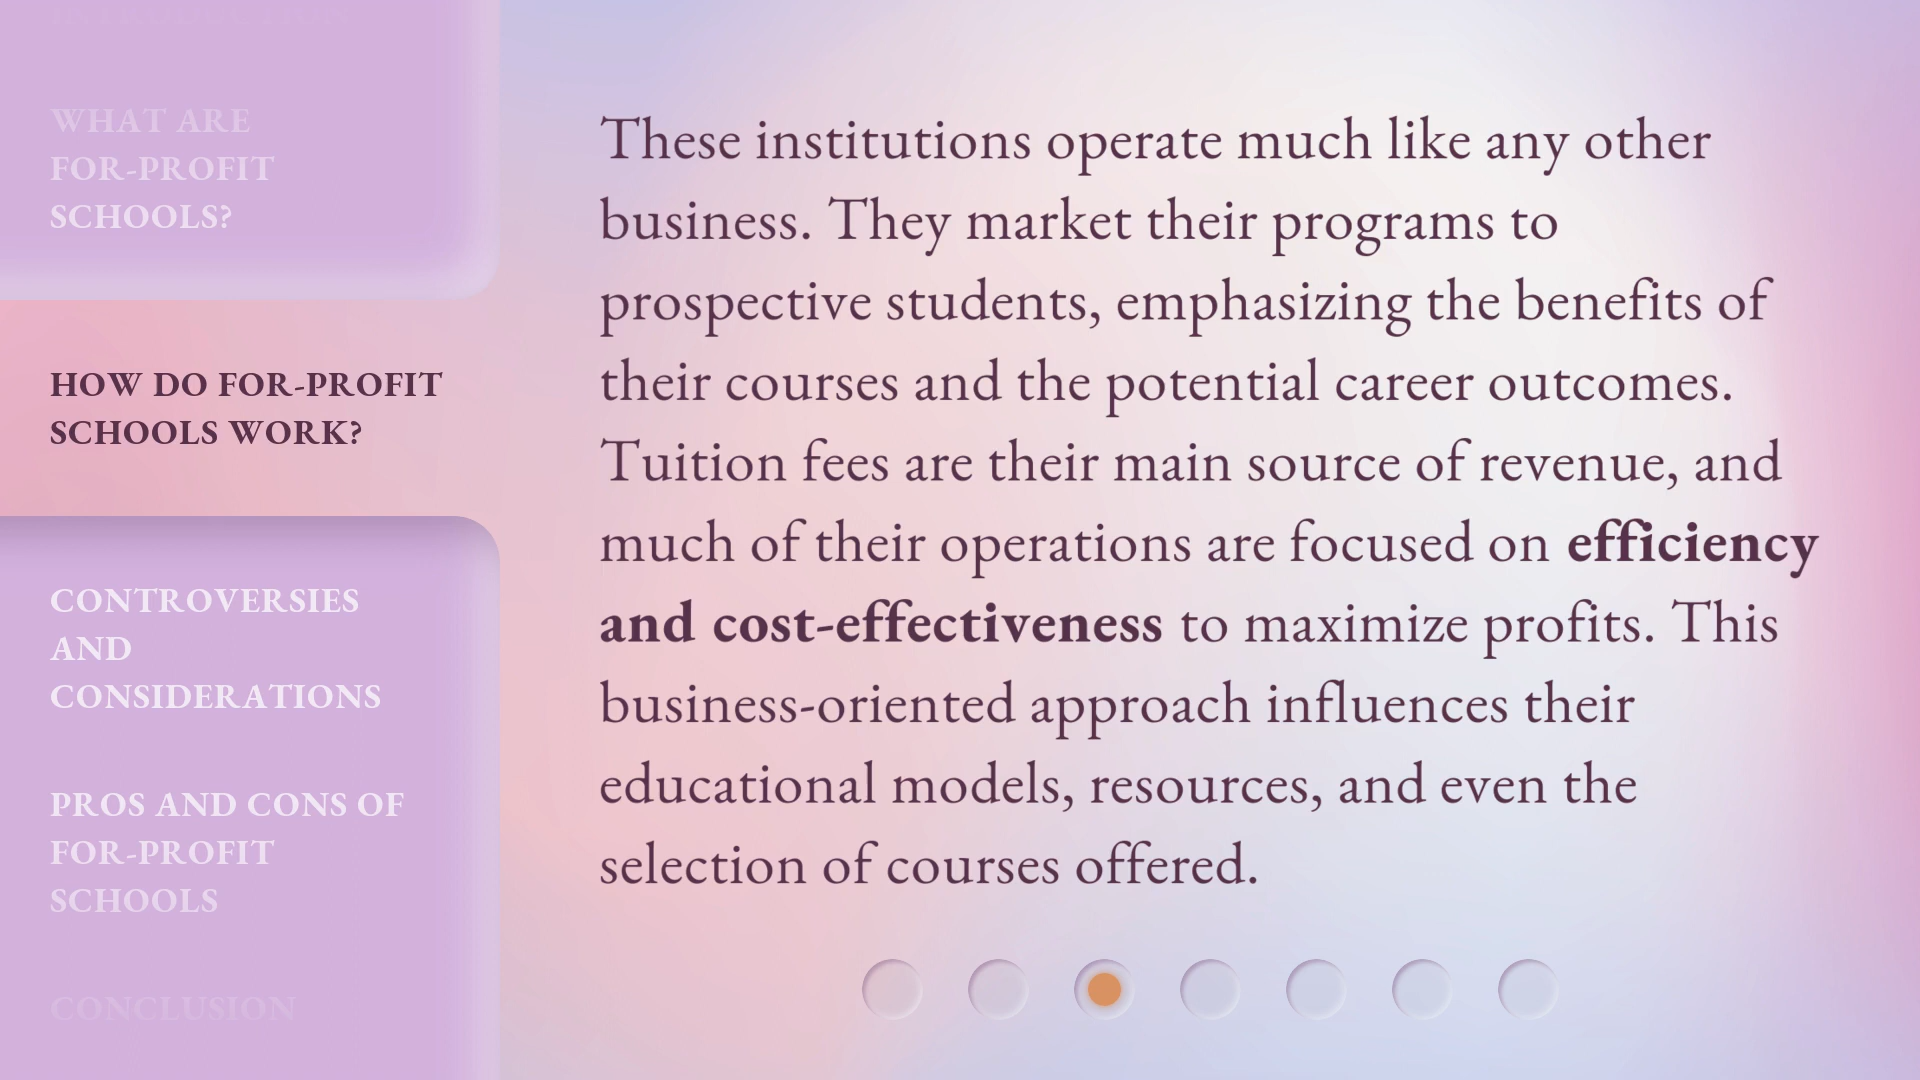 INTRODUCTION
WHAT ARE
FOR-PROFIT
SCHOOLS?
HOW DO FOR-PROFIT
SCHOOLS WORK?
CONTROVERSIES
AND
CONSIDERATIONS
PROS AND CONS OF
FOR-PROFIT
SCHOOLS
CONCLUSION
These institutions operate much like any other
business. They market their programs to
prospective students, emphasizing the benefits of
their courses and the potential career outcomes.
Tuition fees are their main source of revenue, and
much of their operations are focused on efficiency
and cost-effectiveness to maximize profits. This
business-oriented approach influences their
educational models, resources, and even the
selection of courses offered.